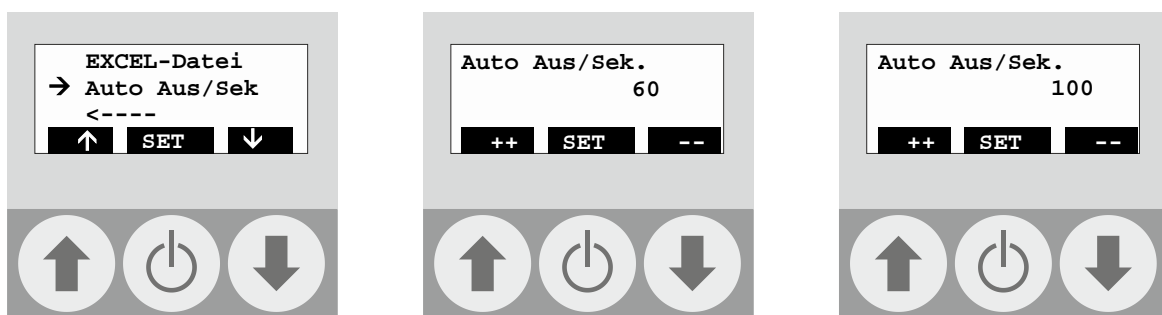 EXCEL-Datei
→ Auto Aus/Sek
<----
↑ SET ↓
Auto Aus/Sek.
60
++ SET --
Auto Aus/Sek.
100
++ SET --